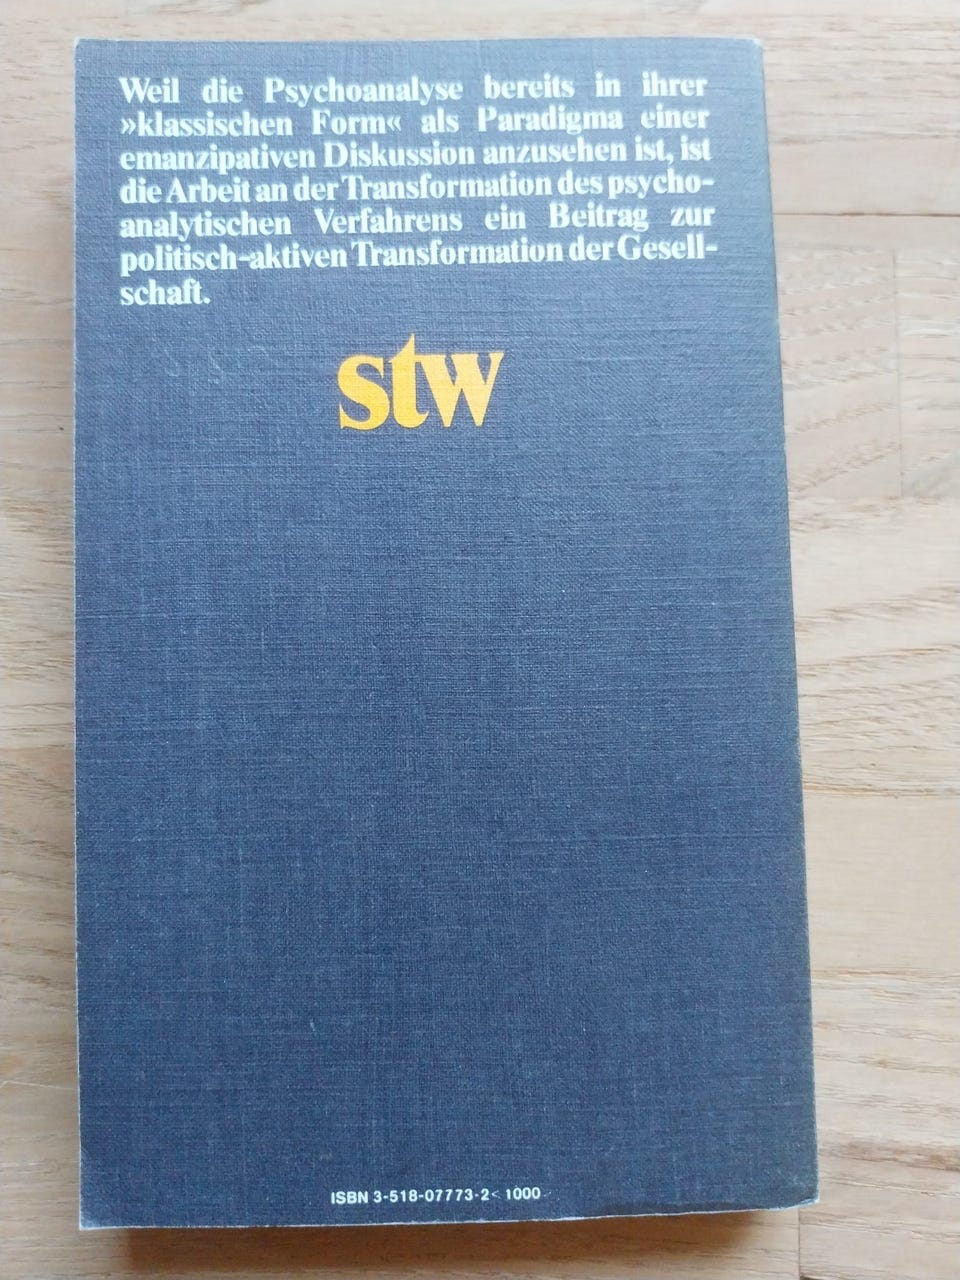 Weil die Psychoanalyse bereits in ihrer
»klassischen Form« als Paradigma einer
emanzipativen Diskussion anzusehen ist, ist
die Arbeit an der Transformation des psycho-
analytischen Verfahrens ein Beitrag zur
politisch-aktiven Transformation der Gesell-
schaft.
stw
ISBN 3-518-07773-2< 1000